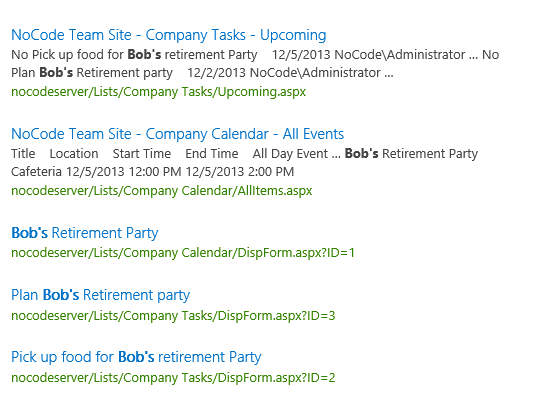 NoCode Team Site - Company Tasks - Upcoming
No Pick up food for Bob's retirement Party 12/5/2013 NoCode\Administrator ... No
Plan Bob's Retirement party 12/2/2013 NoCode\Administrator ...
nocodeserver/Lists/Company Tasks/Upcoming.aspx
NoCode Team Site - Company Calendar - All Events
Title Location Start Time End Time All Day Event ... Bob's Retirement Party
Cafeteria 12/5/2013 12:00 PM 12/5/2013 2:00 PM
nocodeserver/Lists/Company Calendar/AllItems.aspx
Bob's Retirement Party
nocodeserver/Lists/Company Calendar/DispForm.aspx?ID=1
Plan Bob's Retirement party
nocodeserver/Lists/Company Tasks/DispForm.aspx?ID=3
Pick up food for Bob's retirement Party
nocodeserver/Lists/Company Tasks/DispForm.aspx?ID=2